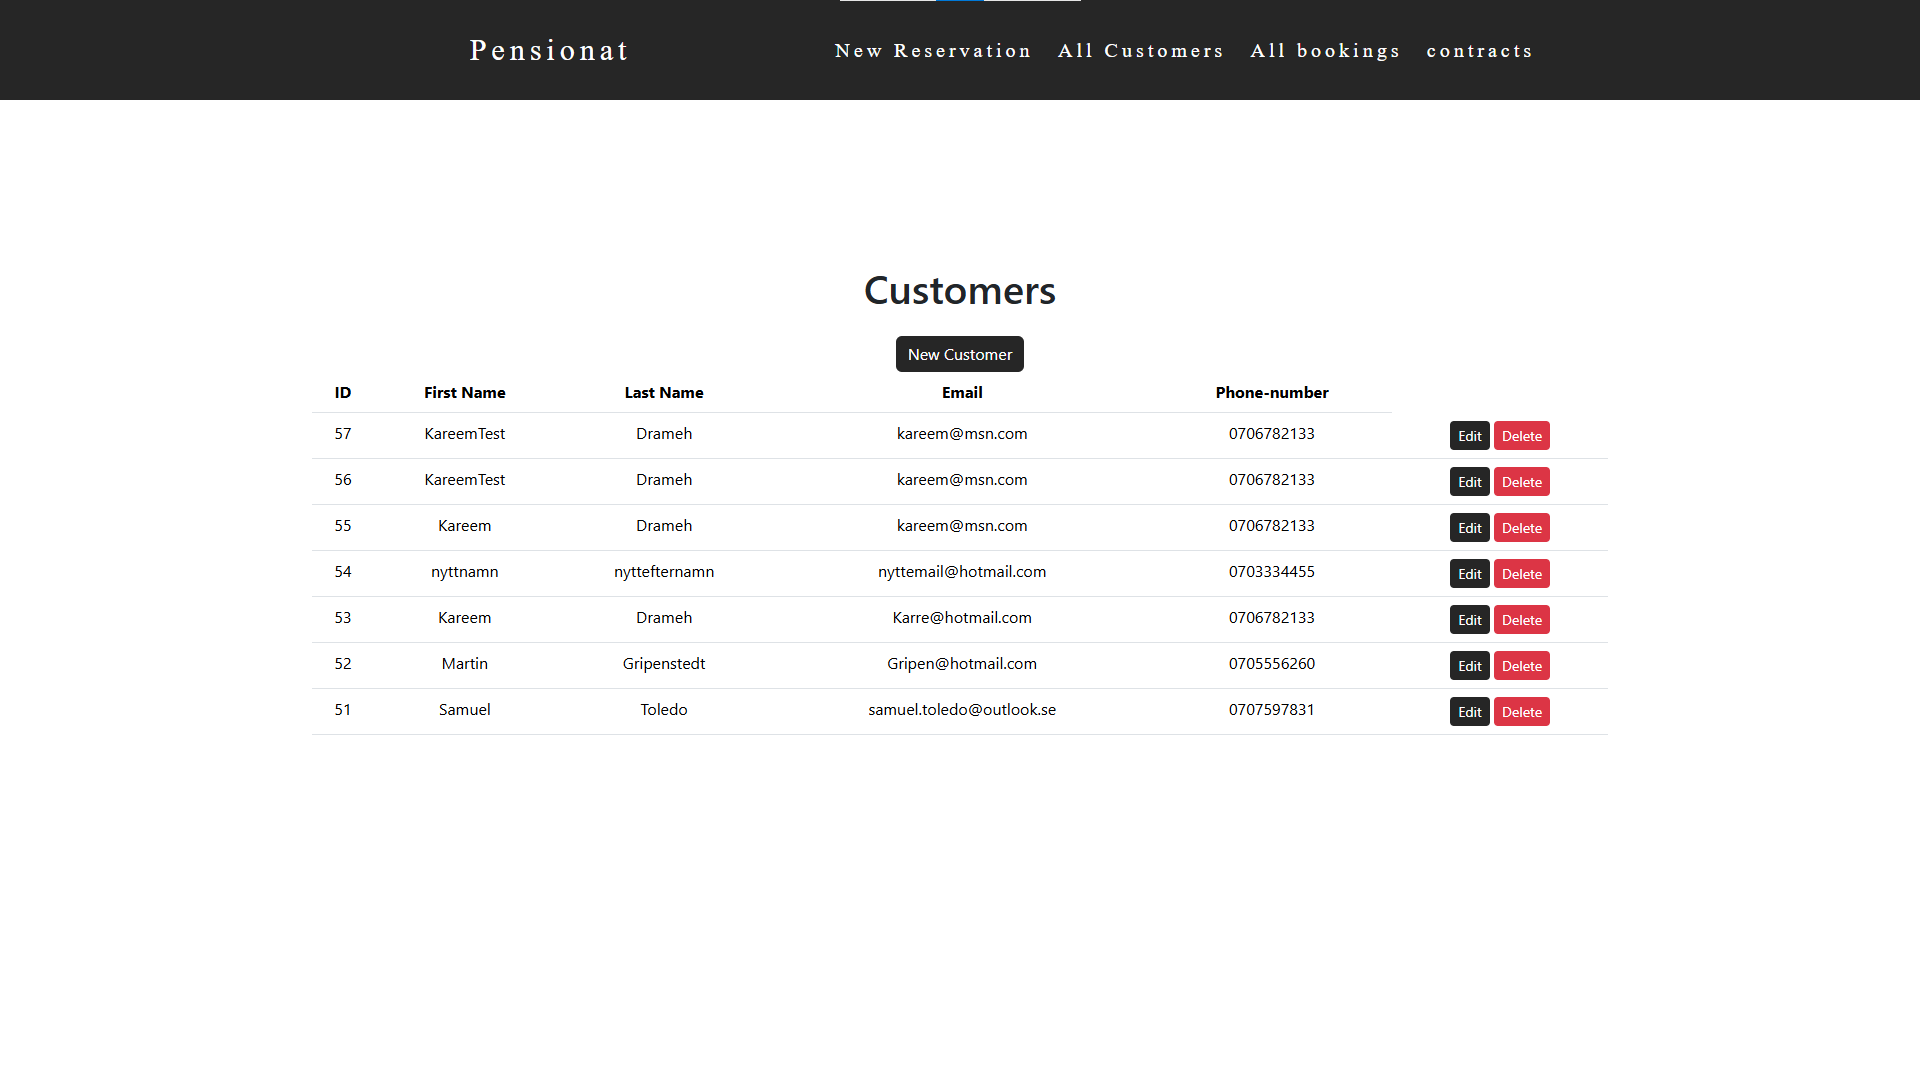 Pensionat New Reservation All Customers All bookings contracts
Customers
New Customer
ID First Name Last Name Email Phone-number
57 KareemTest Drameh kareem@msn.com 0706782133 Edit Delete
56 KareemTest Drameh kareem@msn.com 0706782133 Edit Delete
55 Kareem Drameh kareem@msn.com 0706782133 Edit Delete
54 nyttnamn nyttefternamn nyttemail@hotmail.com 0703334455 Edit Delete
53 Kareem Drameh Karre@hotmail.com 0706782133 Edit Delete
52 Martin Gripenstedt Gripen@hotmail.com 0705556260 Edit Delete
51 Samuel Toledo samuel.toledo@outlook.se 0707597831 Edit Delete